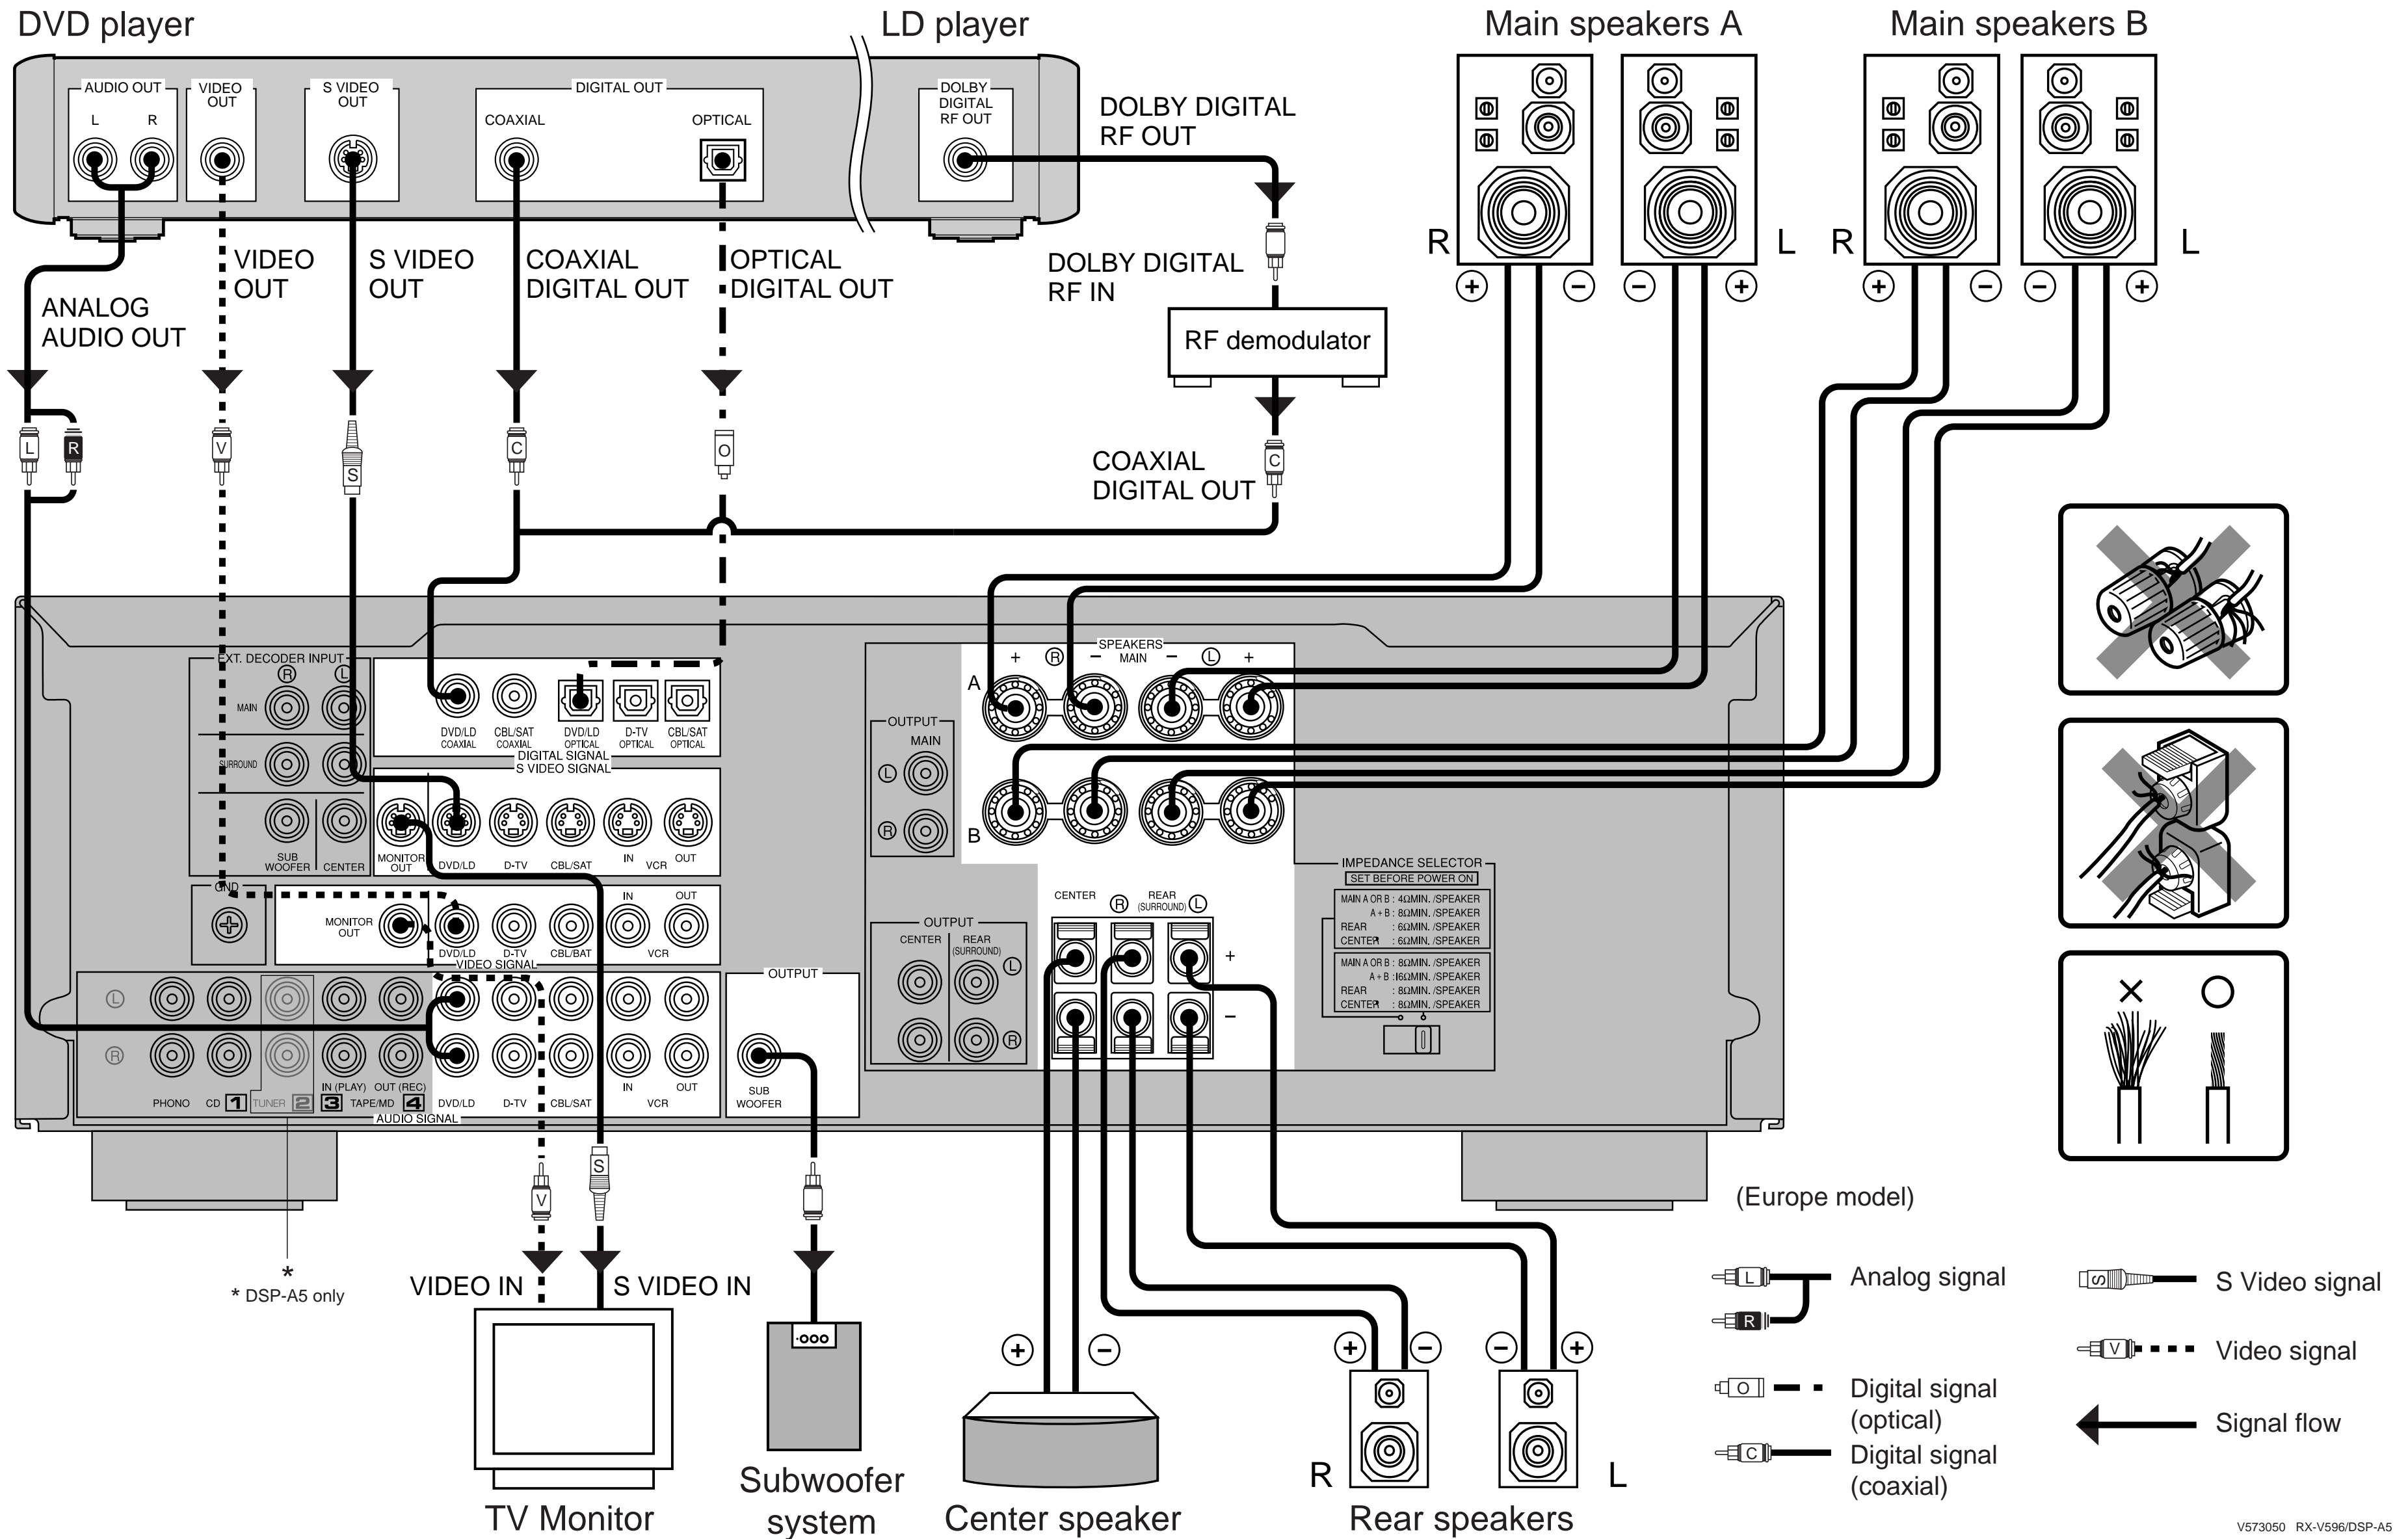 DVD player
LD player
Main speakers A
Main speakers B
AUDIO OUT
L R
VIDEO
OUT
S VIDEO
OUT
DIGITAL OUT
COAXIAL
OPTICAL
DOLBY
DIGITAL
RF OUT
DOLBY DIGITAL
RF OUT
R
L
R
L
+ − − +
+ − − +
VIDEO
OUT
S VIDEO
OUT
COAXIAL
DIGITAL OUT
OPTICAL
DIGITAL OUT
DOLBY DIGITAL
RF IN
ANALOG
AUDIO OUT
RF demodulator
L R V S C O C
COAXIAL
DIGITAL OUT
EXT. DECODER INPUT
R L
MAIN
SURROUND
SUB
WOOFER
CENTER
DVD/LD
COAXIAL
CBL/SAT
COAXIAL
DVD/LD
OPTICAL
D-TV
OPTICAL
CBL/SAT
OPTICAL
DIGITAL SIGNAL
S VIDEO SIGNAL
MONITOR
OUT
DVD/LD
D-TV
CBL/SAT
IN
VCR
OUT
GND
MONITOR
OUT
DVD/LD
D-TV
CBL/BAT
IN
OUT
VCR
VIDEO SIGNAL
L
R
PHONO
CD 1
TUNER 2
IN (PLAY)
3
TAPE/MD
OUT (REC)
4
DVD/LD
D-TV
CBL/SAT
IN
OUT
VCR
AUDIO SIGNAL
OUTPUT
SUB
WOOFER
OUTPUT
MAIN
L
R
SPEAKERS
MAIN
+ R − − L +
A
B
OUTPUT
CENTER
REAR
(SURROUND)
L
R
CENTER
R
REAR
(SURROUND)
L
+
−
IMPEDANCE SELECTOR
SET BEFORE POWER ON
MAIN A OR B : 4ΩMIN. /SPEAKER
A + B : 8ΩMIN. /SPEAKER
REAR : 6ΩMIN. /SPEAKER
CENTER : 6ΩMIN. /SPEAKER
MAIN A OR B : 8ΩMIN. /SPEAKER
A + B : 16ΩMIN. /SPEAKER
REAR : 8ΩMIN. /SPEAKER
CENTER : 8ΩMIN. /SPEAKER
*
* DSP-A5 only
V
S
VIDEO IN
S VIDEO IN
TV Monitor
Subwoofer
system
+ −
Center speaker
+ − − +
R
L
Rear speakers
(Europe model)
L
R
Analog signal
O
Digital signal
(optical)
C
Digital signal
(coaxial)
S
S Video signal
V
Video signal
Signal flow
V573050 RX-V596/DSP-A5